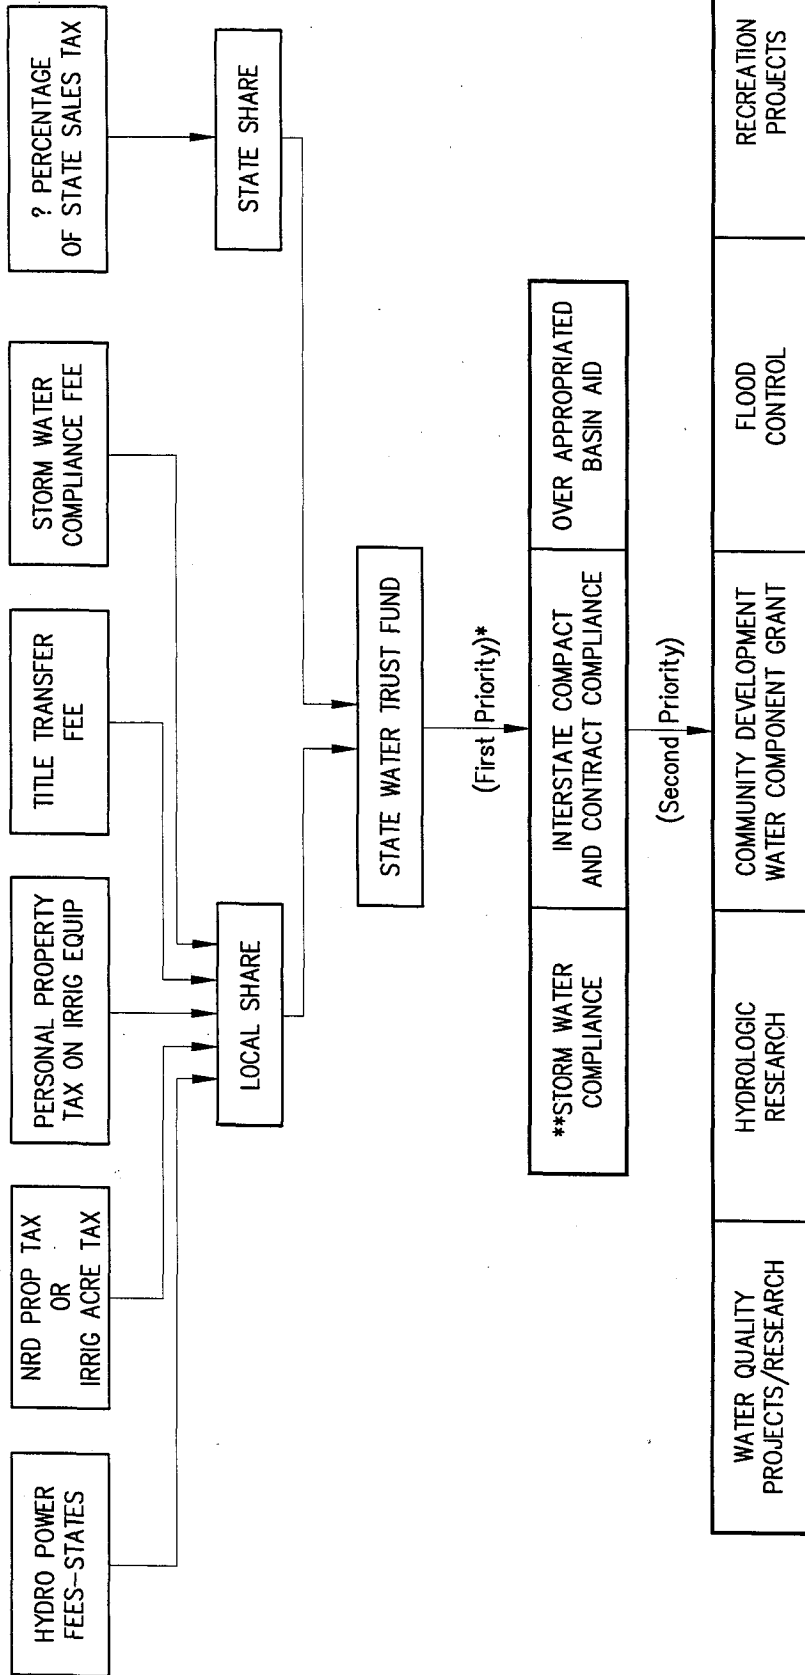 HYDRO POWER
FEES-STATES
NRD PROP TAX
OR
IRRIG ACRE TAX
PERSONAL PROPERTY
TAX ON IRRIG EQUIP
TITLE TRANSFER
FEE
STORM WATER
COMPLIANCE FEE
? PERCENTAGE
OF STATE SALES TAX
LOCAL SHARE
STATE SHARE
STATE WATER TRUST FUND
(First Priority)*
**STORM WATER
COMPLIANCE
INTERSTATE COMPACT
AND CONTRACT COMPLIANCE
OVER APPROPRIATED
BASIN AID
(Second Priority)
WATER QUALITY
PROJECTS/RESEARCH
HYDROLOGIC
RESEARCH
COMMUNITY DEVELOPMENT
WATER COMPONENT GRANT
FLOOD
CONTROL
RECREATION
PROJECTS